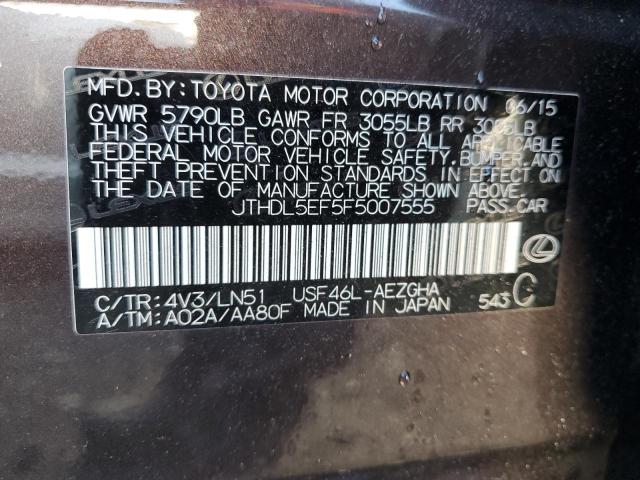 MFD. BY: TOYOTA MOTOR CORPORATION 06/15
GVWR 5790LB GAWR FR 3055LB RR 3055LB
THIS VEHICLE CONFORMS TO ALL APPLICABLE
FEDERAL MOTOR VEHICLE SAFETY, BUMPER, AND
THEFT PREVENTION STANDARDS IN EFFECT ON
THE DATE OF MANUFACTURE SHOWN ABOVE.
JTHDL5EF5F5007555 PASS.CAR
C/TR: 4V3/LN51 USF46L-AEZGHA
A/TM: A02A/AA80F MADE IN JAPAN 543 C